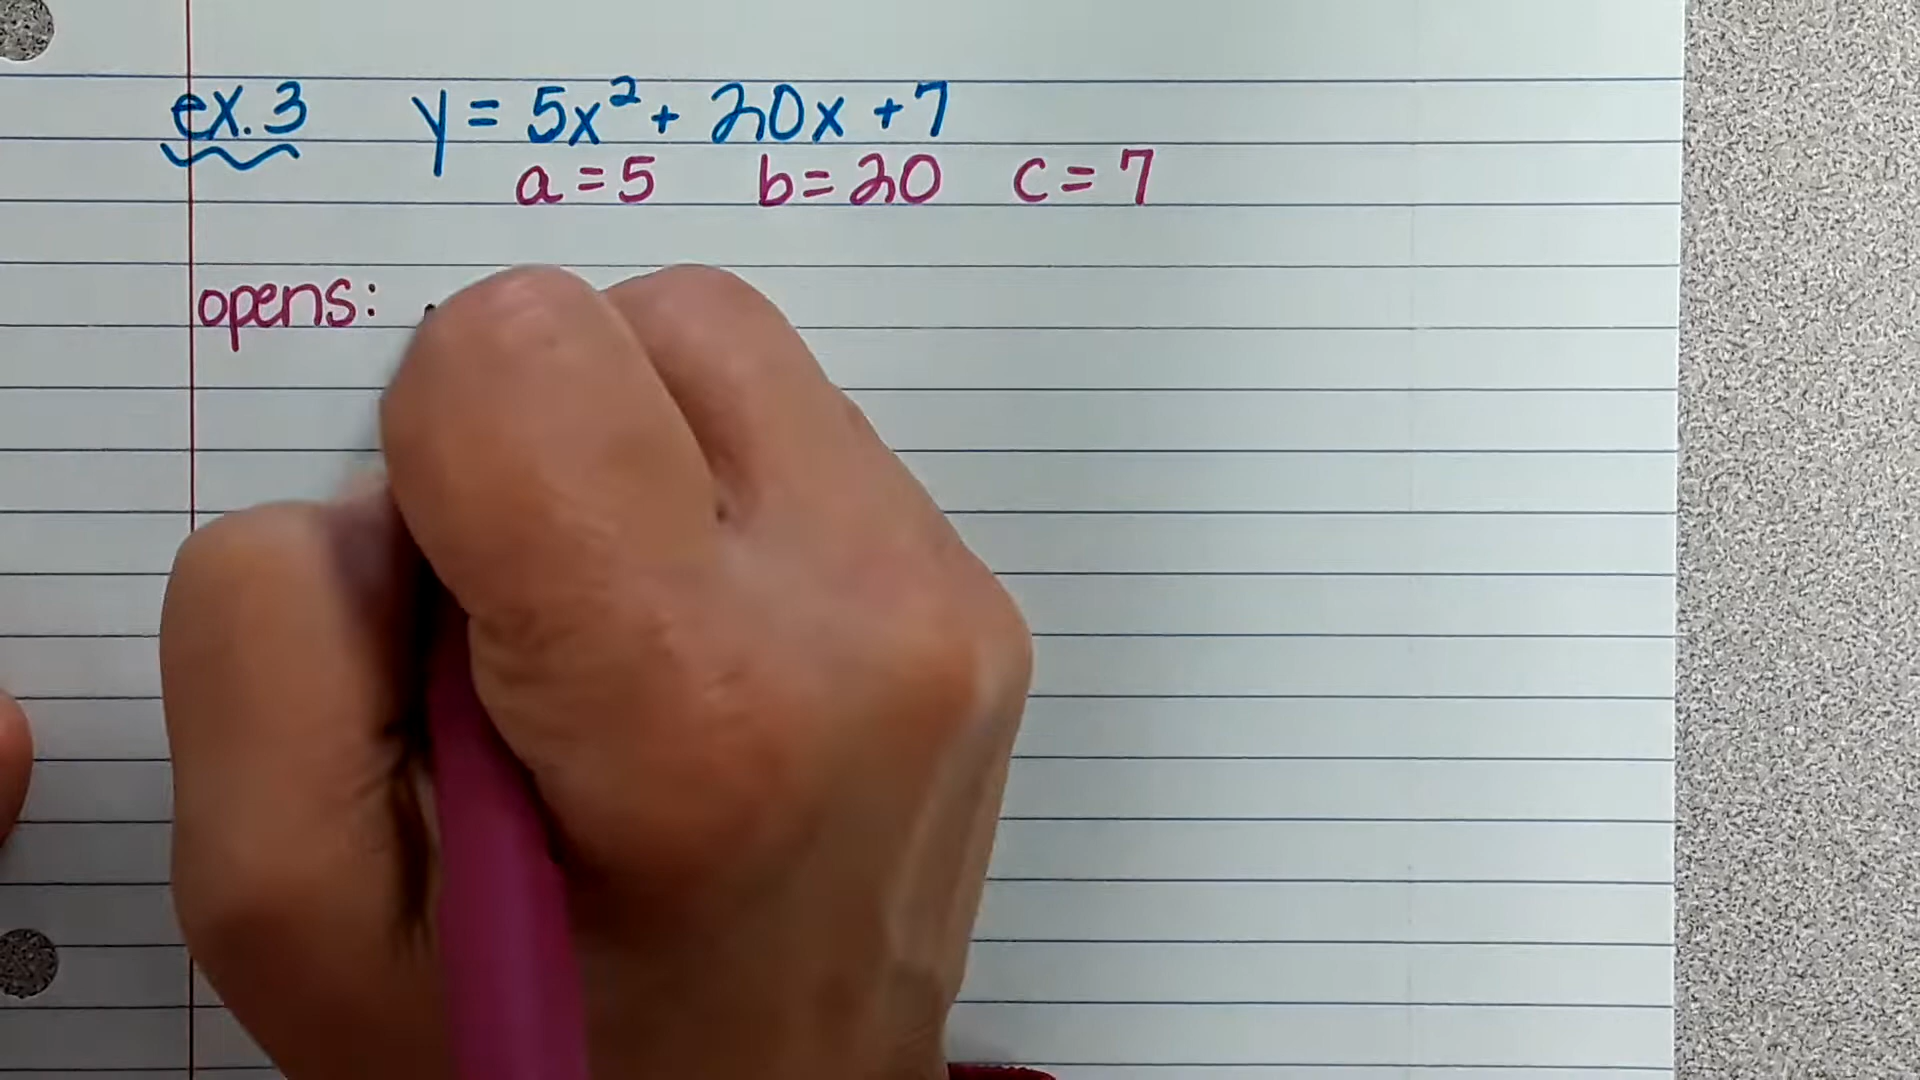 ex.3 y = 5x² + 20x + 7
a = 5 b = 20 c = 7
opens: